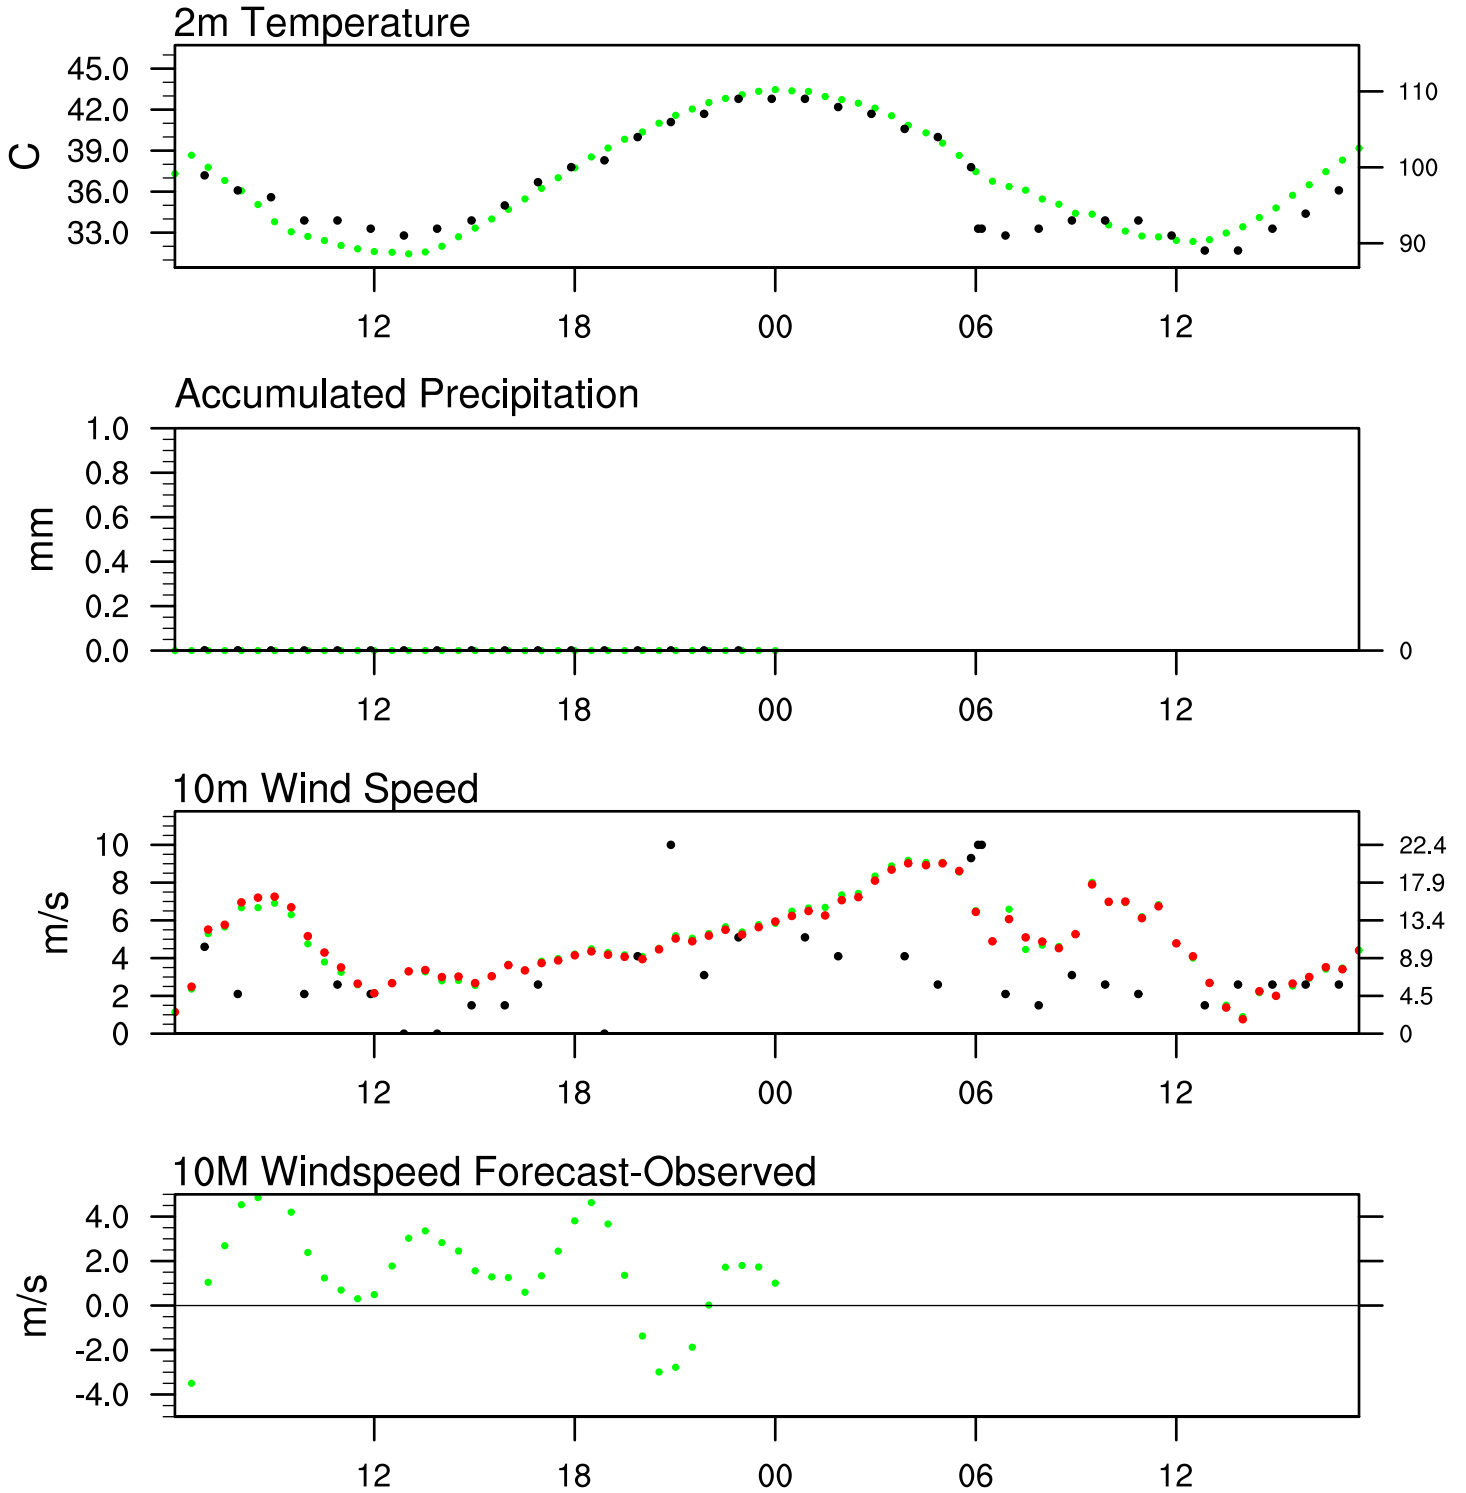 2m Temperature
45.0
42.0
39.0
36.0
33.0
C
110
100
90
12 18 00 06 12
Accumulated Precipitation
1.0
0.8
0.6
0.4
0.2
0.0
mm
0
12 18 00 06 12
10m Wind Speed
10
8
6
4
2
0
m/s
22.4
17.9
13.4
8.9
4.5
0
12 18 00 06 12
10M Windspeed Forecast-Observed
4.0
2.0
0.0
-2.0
-4.0
m/s
12 18 00 06 12